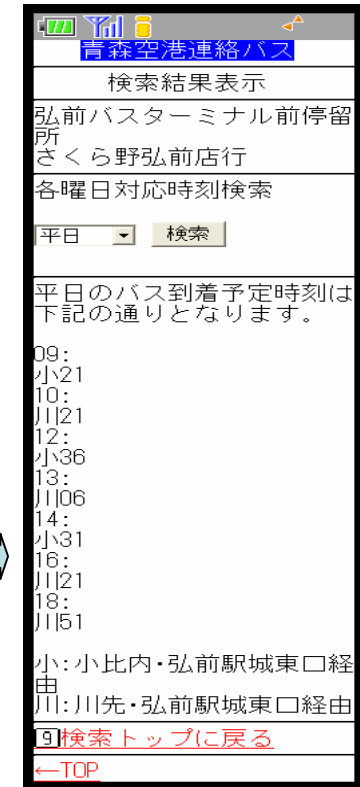 青森空港連絡バス
検索結果表示
弘前バスターミナル前停留
所
さくら野弘前店行
各曜日対応時刻検索
平日 検索
平日のバス到着予定時刻は
下記の通りとなります。
09:
小21
10:
川21
12:
小36
13:
川06
14:
小31
16:
川21
18:
川51
小:小比内・弘前駅城東口経
由
川:川先・弘前駅城東口経由
9検索トップに戻る
←TOP